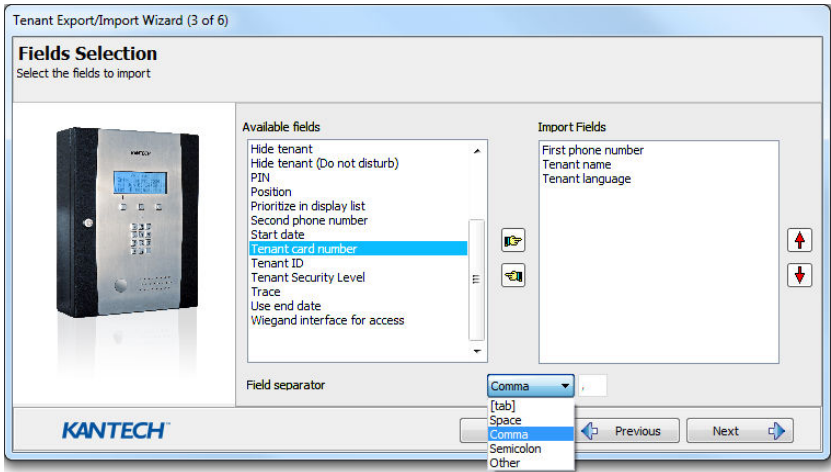 Tenant Export/Import Wizard (3 of 6)
Fields Selection
Select the fields to import
Available fields
Hide tenant
Hide tenant (Do not disturb)
PIN
Position
Prioritize in display list
Second phone number
Start date
Tenant card number
Tenant ID
Tenant Security Level
Trace
Use end date
Wiegand interface for access
Import Fields
First phone number
Tenant name
Tenant language
KANTECH
Field separator
Comma
,
[tab]
Space
Comma
Semicolon
Other
KANTECH
Previous
Next